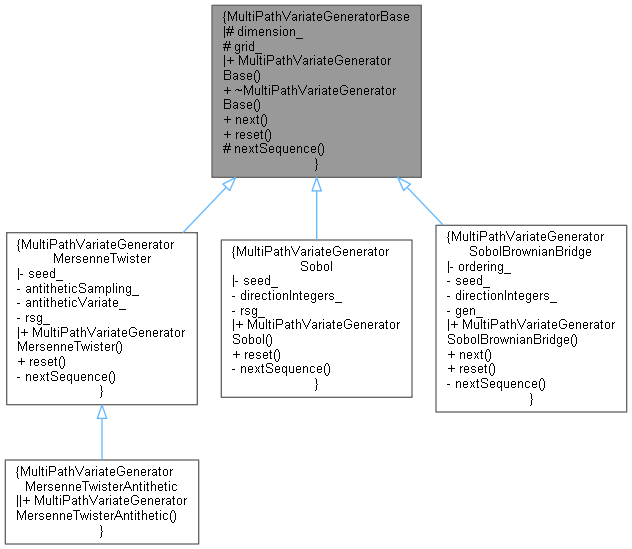 {MultiPathVariateGeneratorBase
|# dimension_
# grid_
|+ MultiPathVariateGenerator
Base()
+ ~MultiPathVariateGenerator
Base()
+ next()
+ reset()
# nextSequence()
}
{MultiPathVariateGenerator
MersenneTwister
|- seed_
- antitheticSampling_
- antitheticVariate_
- rsg_
|+ MultiPathVariateGenerator
MersenneTwister()
+ reset()
- nextSequence()
}
{MultiPathVariateGenerator
Sobol
|- seed_
- directionIntegers_
- rsg_
|+ MultiPathVariateGenerator
Sobol()
+ reset()
- nextSequence()
}
{MultiPathVariateGenerator
SobolBrownianBridge
|- ordering_
- seed_
- directionIntegers_
- gen_
|+ MultiPathVariateGenerator
SobolBrownianBridge()
+ next()
+ reset()
- nextSequence()
}
{MultiPathVariateGenerator
MersenneTwisterAntithetic
||+ MultiPathVariateGenerator
MersenneTwisterAntithetic()
}